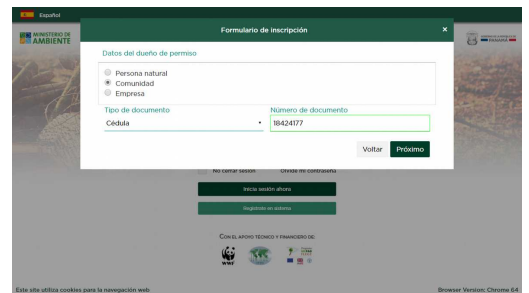 Español
Formulario de inscripción ×
MINISTERIO DE
AMBIENTE
Datos del dueño de permiso
Persona natural
Comunidad
Empresa
Tipo de documento Número de documento
Cédula 18424177
Voltar Próximo
No cerrar sesión Olvidé mi contraseña
Inicia sesión ahora
Regístrate en sistema
CON EL APOYO TÉCNICO Y FINANCIERO DE:
WWF
Este site utiliza cookies para la navegación web Browser Version: Chrome 64